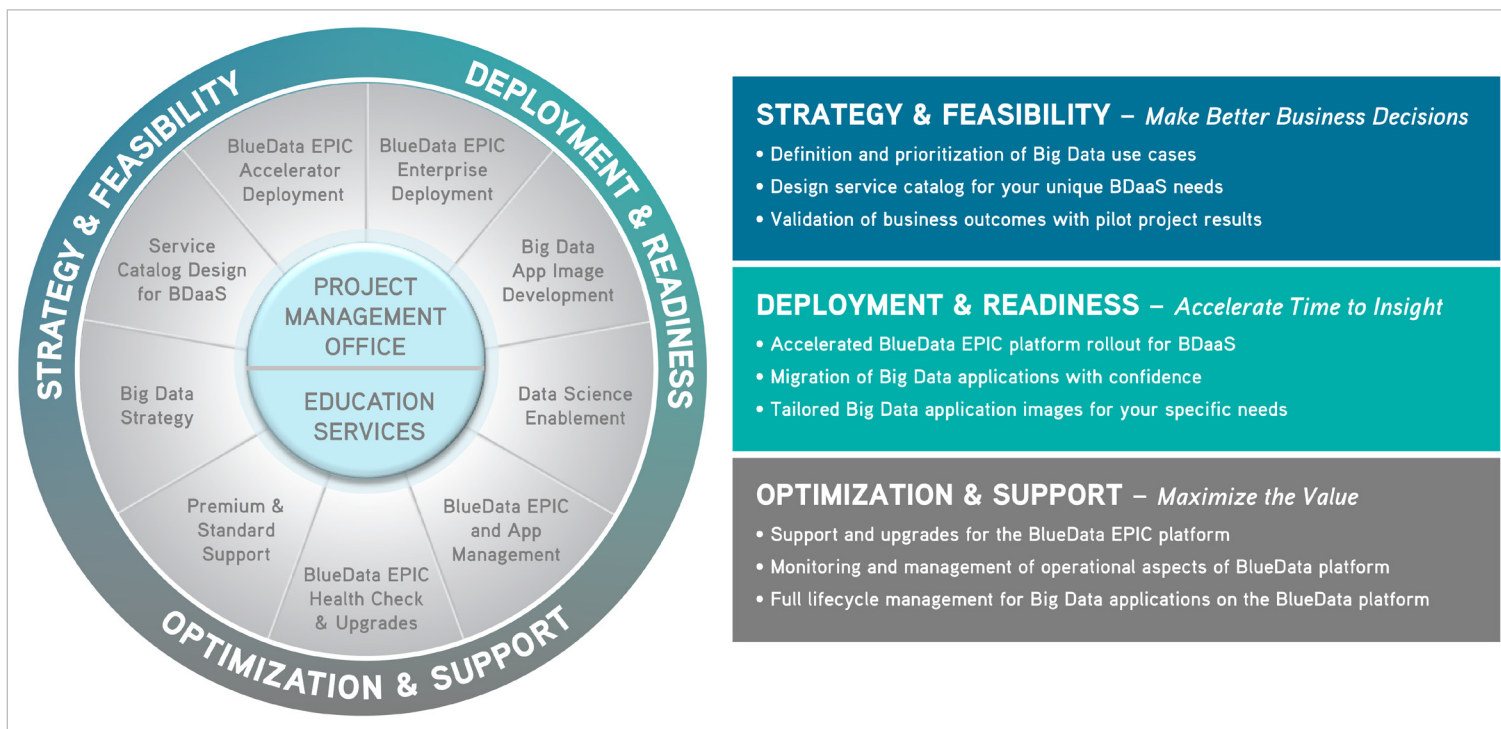 STRATEGY & FEASIBILITY
DEPLOYMENT & READINESS
OPTIMIZATION & SUPPORT
BlueData EPIC
Accelerator
Deployment
BlueData EPIC
Enterprise
Deployment
Service
Catalog Design
for BDaaS
Big Data
App Image
Development
Big Data
Strategy
Data Science
Enablement
Premium &
Standard
Support
BlueData EPIC
Health Check
& Upgrades
BlueData EPIC
and App
Management
PROJECT
MANAGEMENT
OFFICE
EDUCATION
SERVICES
STRATEGY & FEASIBILITY – Make Better Business Decisions
• Definition and prioritization of Big Data use cases
• Design service catalog for your unique BDaaS needs
• Validation of business outcomes with pilot project results
DEPLOYMENT & READINESS – Accelerate Time to Insight
• Accelerated BlueData EPIC platform rollout for BDaaS
• Migration of Big Data applications with confidence
• Tailored Big Data application images for your specific needs
OPTIMIZATION & SUPPORT – Maximize the Value
• Support and upgrades for the BlueData EPIC platform
• Monitoring and management of operational aspects of BlueData platform
• Full lifecycle management for Big Data applications on the BlueData platform